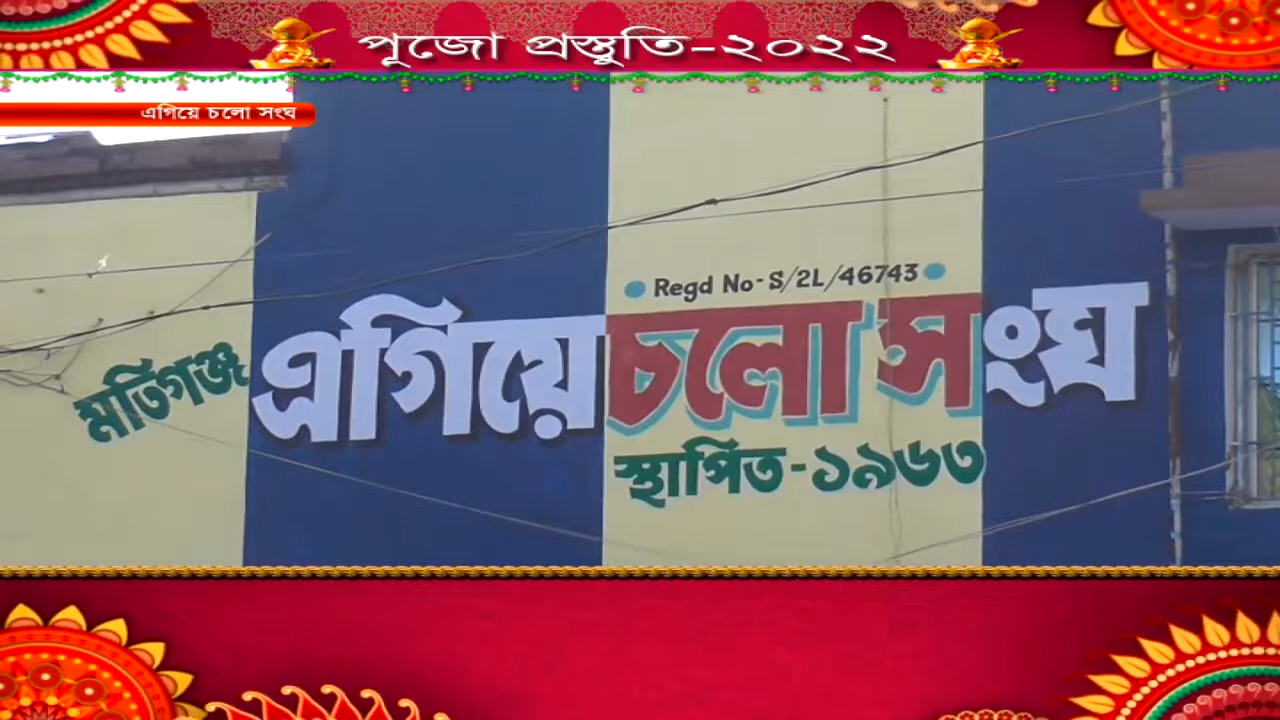 পূজো প্রস্তুতি-২০২২
এগিয়ে চলো সংঘ
Regd No-S/2L/46743
মতিগঞ্জ এগিয়ে চলো সংঘ
স্থাপিত-১৯৬৩